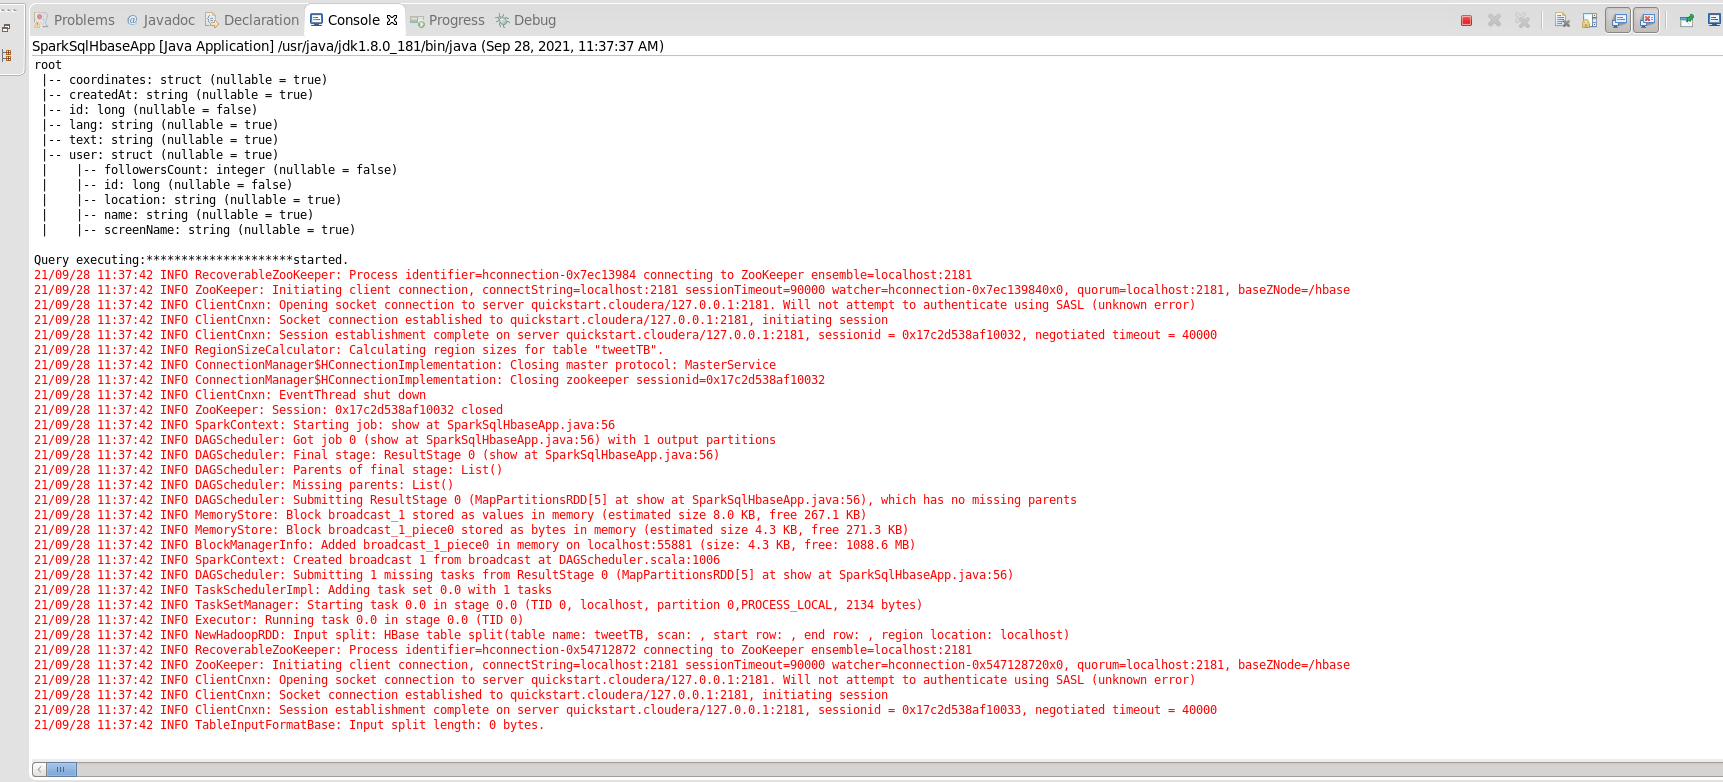 Problems @ Javadoc Declaration Console Progress Debug
SparkSqlHbaseApp [Java Application] /usr/java/jdk1.8.0_181/bin/java (Sep 28, 2021, 11:37:37 AM)
root
 |-- coordinates: struct (nullable = true)
 |-- createdAt: string (nullable = true)
 |-- id: long (nullable = false)
 |-- lang: string (nullable = true)
 |-- text: string (nullable = true)
 |-- user: struct (nullable = true)
 |    |-- followersCount: integer (nullable = false)
 |    |-- id: long (nullable = false)
 |    |-- location: string (nullable = true)
 |    |-- name: string (nullable = true)
 |    |-- screenName: string (nullable = true)
Query executing:*********************started.
21/09/28 11:37:42 INFO RecoverableZooKeeper: Process identifier=hconnection-0x7ec13984 connecting to ZooKeeper ensemble=localhost:2181
21/09/28 11:37:42 INFO ZooKeeper: Initiating client connection, connectString=localhost:2181 sessionTimeout=90000 watcher=hconnection-0x7ec139840x0, quorum=localhost:2181, baseZNode=/hbase
21/09/28 11:37:42 INFO ClientCnxn: Opening socket connection to server quickstart.cloudera/127.0.0.1:2181. Will not attempt to authenticate using SASL (unknown error)
21/09/28 11:37:42 INFO ClientCnxn: Socket connection established to quickstart.cloudera/127.0.0.1:2181, initiating session
21/09/28 11:37:42 INFO ClientCnxn: Session establishment complete on server quickstart.cloudera/127.0.0.1:2181, sessionid = 0x17c2d538af10032, negotiated timeout = 40000
21/09/28 11:37:42 INFO RegionSizeCalculator: Calculating region sizes for table "tweetTB".
21/09/28 11:37:42 INFO ConnectionManager$HConnectionImplementation: Closing master protocol: MasterService
21/09/28 11:37:42 INFO ConnectionManager$HConnectionImplementation: Closing zookeeper sessionid=0x17c2d538af10032
21/09/28 11:37:42 INFO ClientCnxn: EventThread shut down
21/09/28 11:37:42 INFO ZooKeeper: Session: 0x17c2d538af10032 closed
21/09/28 11:37:42 INFO SparkContext: Starting job: show at SparkSqlHbaseApp.java:56
21/09/28 11:37:42 INFO DAGScheduler: Got job 0 (show at SparkSqlHbaseApp.java:56) with 1 output partitions
21/09/28 11:37:42 INFO DAGScheduler: Final stage: ResultStage 0 (show at SparkSqlHbaseApp.java:56)
21/09/28 11:37:42 INFO DAGScheduler: Parents of final stage: List()
21/09/28 11:37:42 INFO DAGScheduler: Missing parents: List()
21/09/28 11:37:42 INFO DAGScheduler: Submitting ResultStage 0 (MapPartitionsRDD[5] at show at SparkSqlHbaseApp.java:56), which has no missing parents
21/09/28 11:37:42 INFO MemoryStore: Block broadcast_1 stored as values in memory (estimated size 8.0 KB, free 267.1 KB)
21/09/28 11:37:42 INFO MemoryStore: Block broadcast_1_piece0 stored as bytes in memory (estimated size 4.3 KB, free 271.3 KB)
21/09/28 11:37:42 INFO BlockManagerInfo: Added broadcast_1_piece0 in memory on localhost:55881 (size: 4.3 KB, free: 1088.6 MB)
21/09/28 11:37:42 INFO SparkContext: Created broadcast 1 from broadcast at DAGScheduler.scala:1006
21/09/28 11:37:42 INFO DAGScheduler: Submitting 1 missing tasks from ResultStage 0 (MapPartitionsRDD[5] at show at SparkSqlHbaseApp.java:56)
21/09/28 11:37:42 INFO TaskSchedulerImpl: Adding task set 0.0 with 1 tasks
21/09/28 11:37:42 INFO TaskSetManager: Starting task 0.0 in stage 0.0 (TID 0, localhost, partition 0,PROCESS_LOCAL, 2134 bytes)
21/09/28 11:37:42 INFO Executor: Running task 0.0 in stage 0.0 (TID 0)
21/09/28 11:37:42 INFO NewHadoopRDD: Input split: HBase table split(table name: tweetTB, scan: , start row: , end row: , region location: localhost)
21/09/28 11:37:42 INFO RecoverableZooKeeper: Process identifier=hconnection-0x54712872 connecting to ZooKeeper ensemble=localhost:2181
21/09/28 11:37:42 INFO ZooKeeper: Initiating client connection, connectString=localhost:2181 sessionTimeout=90000 watcher=hconnection-0x547128720x0, quorum=localhost:2181, baseZNode=/hbase
21/09/28 11:37:42 INFO ClientCnxn: Opening socket connection to server quickstart.cloudera/127.0.0.1:2181. Will not attempt to authenticate using SASL (unknown error)
21/09/28 11:37:42 INFO ClientCnxn: Socket connection established to quickstart.cloudera/127.0.0.1:2181, initiating session
21/09/28 11:37:42 INFO ClientCnxn: Session establishment complete on server quickstart.cloudera/127.0.0.1:2181, sessionid = 0x17c2d538af10033, negotiated timeout = 40000
21/09/28 11:37:42 INFO TableInputFormatBase: Input split length: 0 bytes.